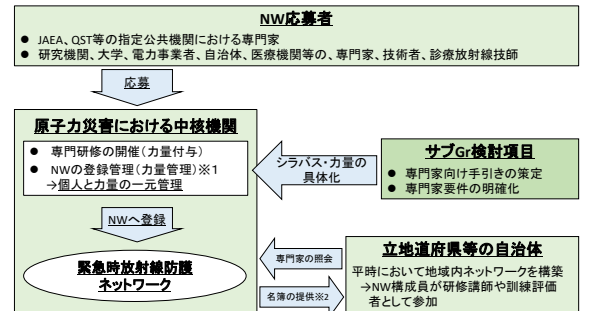 NW応募者
● JAEA、QST等の指定公共機関における専門家
● 研究機関、大学、電力事業者、自治体、医療機関等の、専門家、技術者、診療放射線技師
応募
原子力災害における中核機関
● 専門研修の開催(力量付与)
● NWの登録管理(力量管理)※1
→個人と力量の一元管理
シラバス・力量の
具体化
サブGr検討項目
● 専門家向け手引きの策定
● 専門家要件の明確化
NWへ登録
緊急時放射線防護
ネットワーク
専門家の照会
名簿の提供※2
立地道府県等の自治体
平時において地域内ネットワークを構築
→NW構成員が研修講師や訓練評価
者として参加